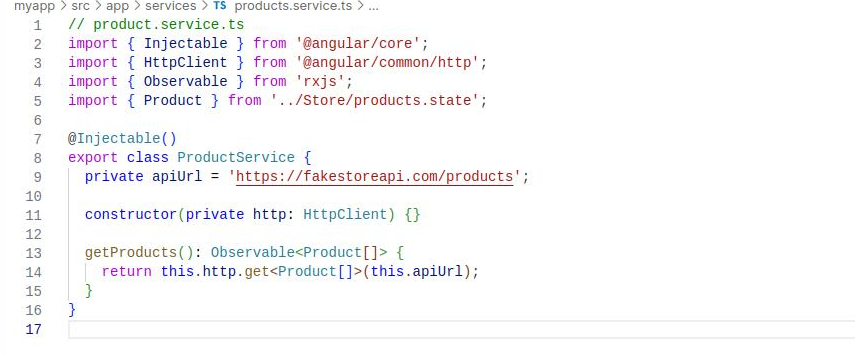 myapp > src > app > services > TS products.service.ts > ...
1 // product.service.ts
2 import { Injectable } from '@angular/core';
3 import { HttpClient } from '@angular/common/http';
4 import { Observable } from 'rxjs';
5 import { Product } from '../Store/products.state';
6
7 @Injectable()
8 export class ProductService {
9   private apiUrl = 'https://fakestoreapi.com/products';
10
11   constructor(private http: HttpClient) {}
12
13   getProducts(): Observable<Product[]> {
14     return this.http.get<Product[]>(this.apiUrl);
15   }
16 }
17